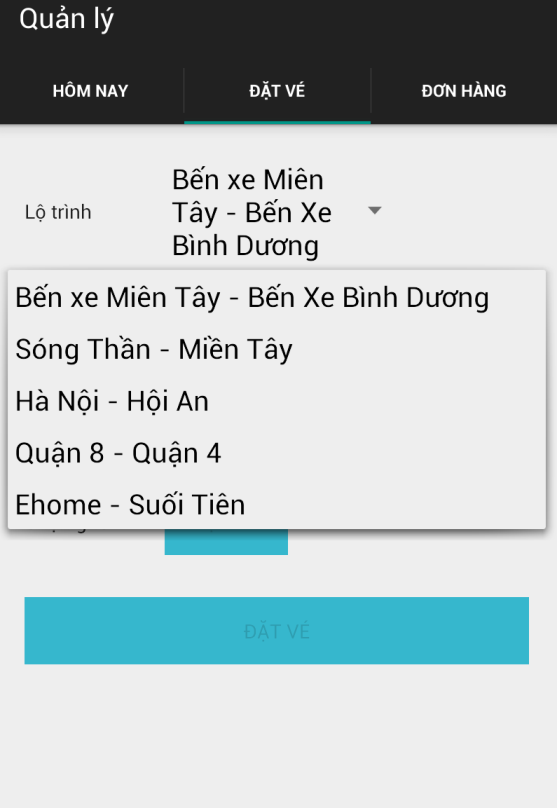 Quản lý
HÔM NAY
ĐẶT VÉ
ĐƠN HÀNG
Lộ trình
Bến xe Miên
Tây - Bến Xe
Bình Dương
Bến xe Miên Tây - Bến Xe Bình Dương
Sóng Thần - Miền Tây
Hà Nội - Hội An
Quận 8 - Quận 4
Ehome - Suối Tiên
ĐẶT VÉ